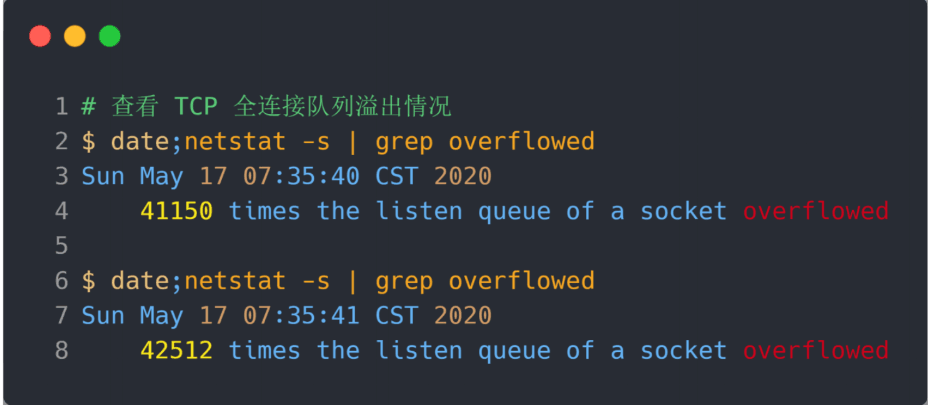 1 # 查看 TCP 全连接队列溢出情况
2 $ date;netstat -s | grep overflowed
3 Sun May 17 07:35:40 CST 2020
4     41150 times the listen queue of a socket overflowed
5
6 $ date;netstat -s | grep overflowed
7 Sun May 17 07:35:41 CST 2020
8     42512 times the listen queue of a socket overflowed